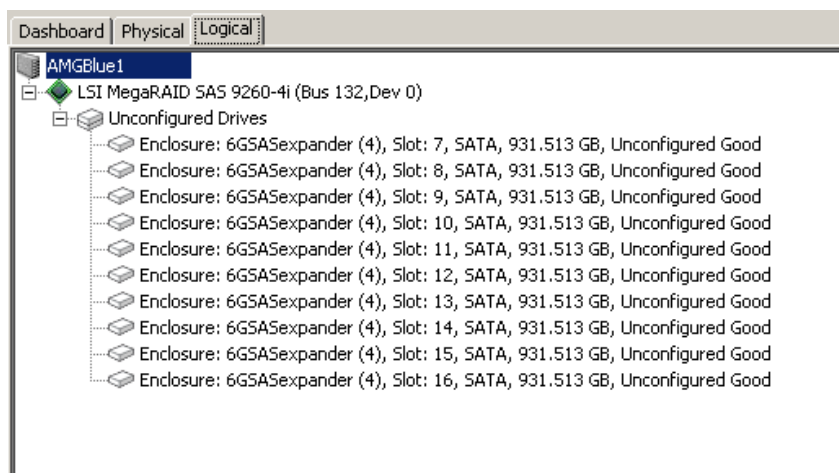 Dashboard Physical Logical
AMGBlue1
LSI MegaRAID SAS 9260-4i (Bus 132,Dev 0)
Unconfigured Drives
Enclosure: 6GSASexpander (4), Slot: 7, SATA, 931.513 GB, Unconfigured Good
Enclosure: 6GSASexpander (4), Slot: 8, SATA, 931.513 GB, Unconfigured Good
Enclosure: 6GSASexpander (4), Slot: 9, SATA, 931.513 GB, Unconfigured Good
Enclosure: 6GSASexpander (4), Slot: 10, SATA, 931.513 GB, Unconfigured Good
Enclosure: 6GSASexpander (4), Slot: 11, SATA, 931.513 GB, Unconfigured Good
Enclosure: 6GSASexpander (4), Slot: 12, SATA, 931.513 GB, Unconfigured Good
Enclosure: 6GSASexpander (4), Slot: 13, SATA, 931.513 GB, Unconfigured Good
Enclosure: 6GSASexpander (4), Slot: 14, SATA, 931.513 GB, Unconfigured Good
Enclosure: 6GSASexpander (4), Slot: 15, SATA, 931.513 GB, Unconfigured Good
Enclosure: 6GSASexpander (4), Slot: 16, SATA, 931.513 GB, Unconfigured Good